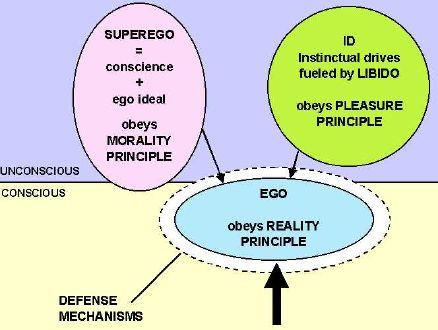 SUPEREGO
=
conscience
+
ego ideal
obeys
MORALITY
PRINCIPLE
ID
Instinctual drives
fueled by LIBIDO
obeys PLEASURE
PRINCIPLE
UNCONSCIOUS
CONSCIOUS
EGO
obeys REALITY
PRINCIPLE
DEFENSE
MECHANISMS